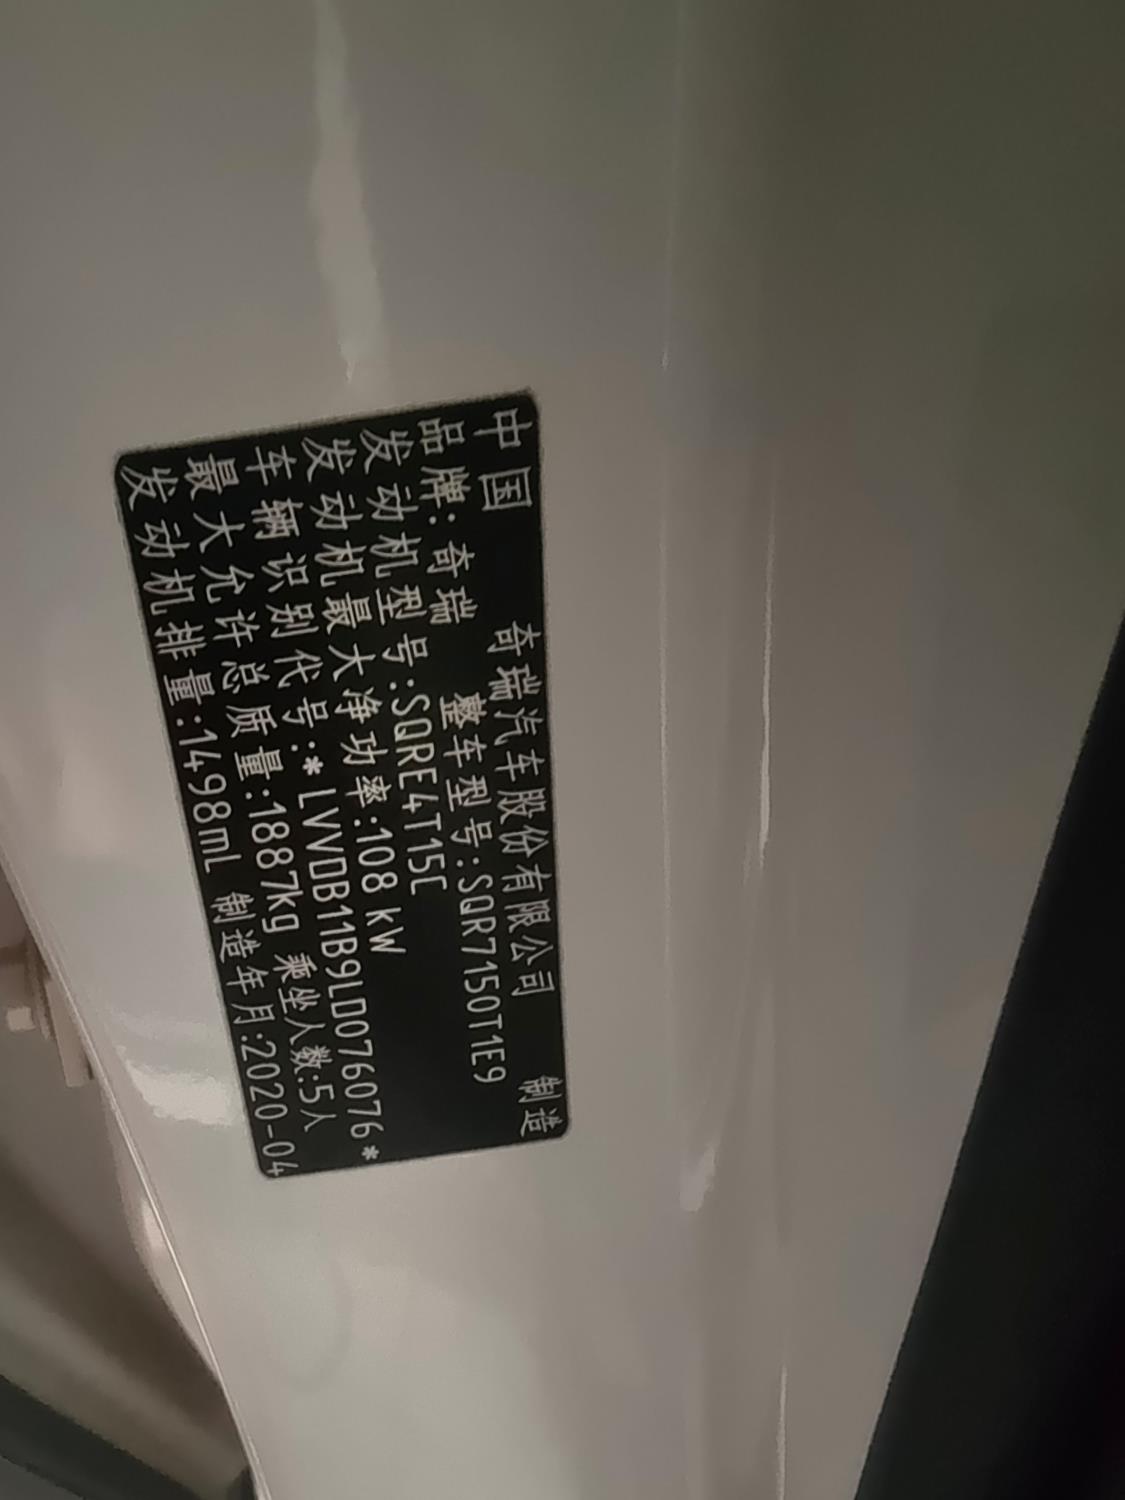 中国 奇瑞汽车股份有限公司 制造
品牌:奇瑞 整车型号:SQR7150T1E9
发动机型号:SQRE4T15C
发动机最大净功率:108 kW
车辆识别代号:*LVVDB11B9LD076076*
最大允许总质量:1887kg 乘坐人数:5人
发动机排量:1498mL 制造年月:2020-04